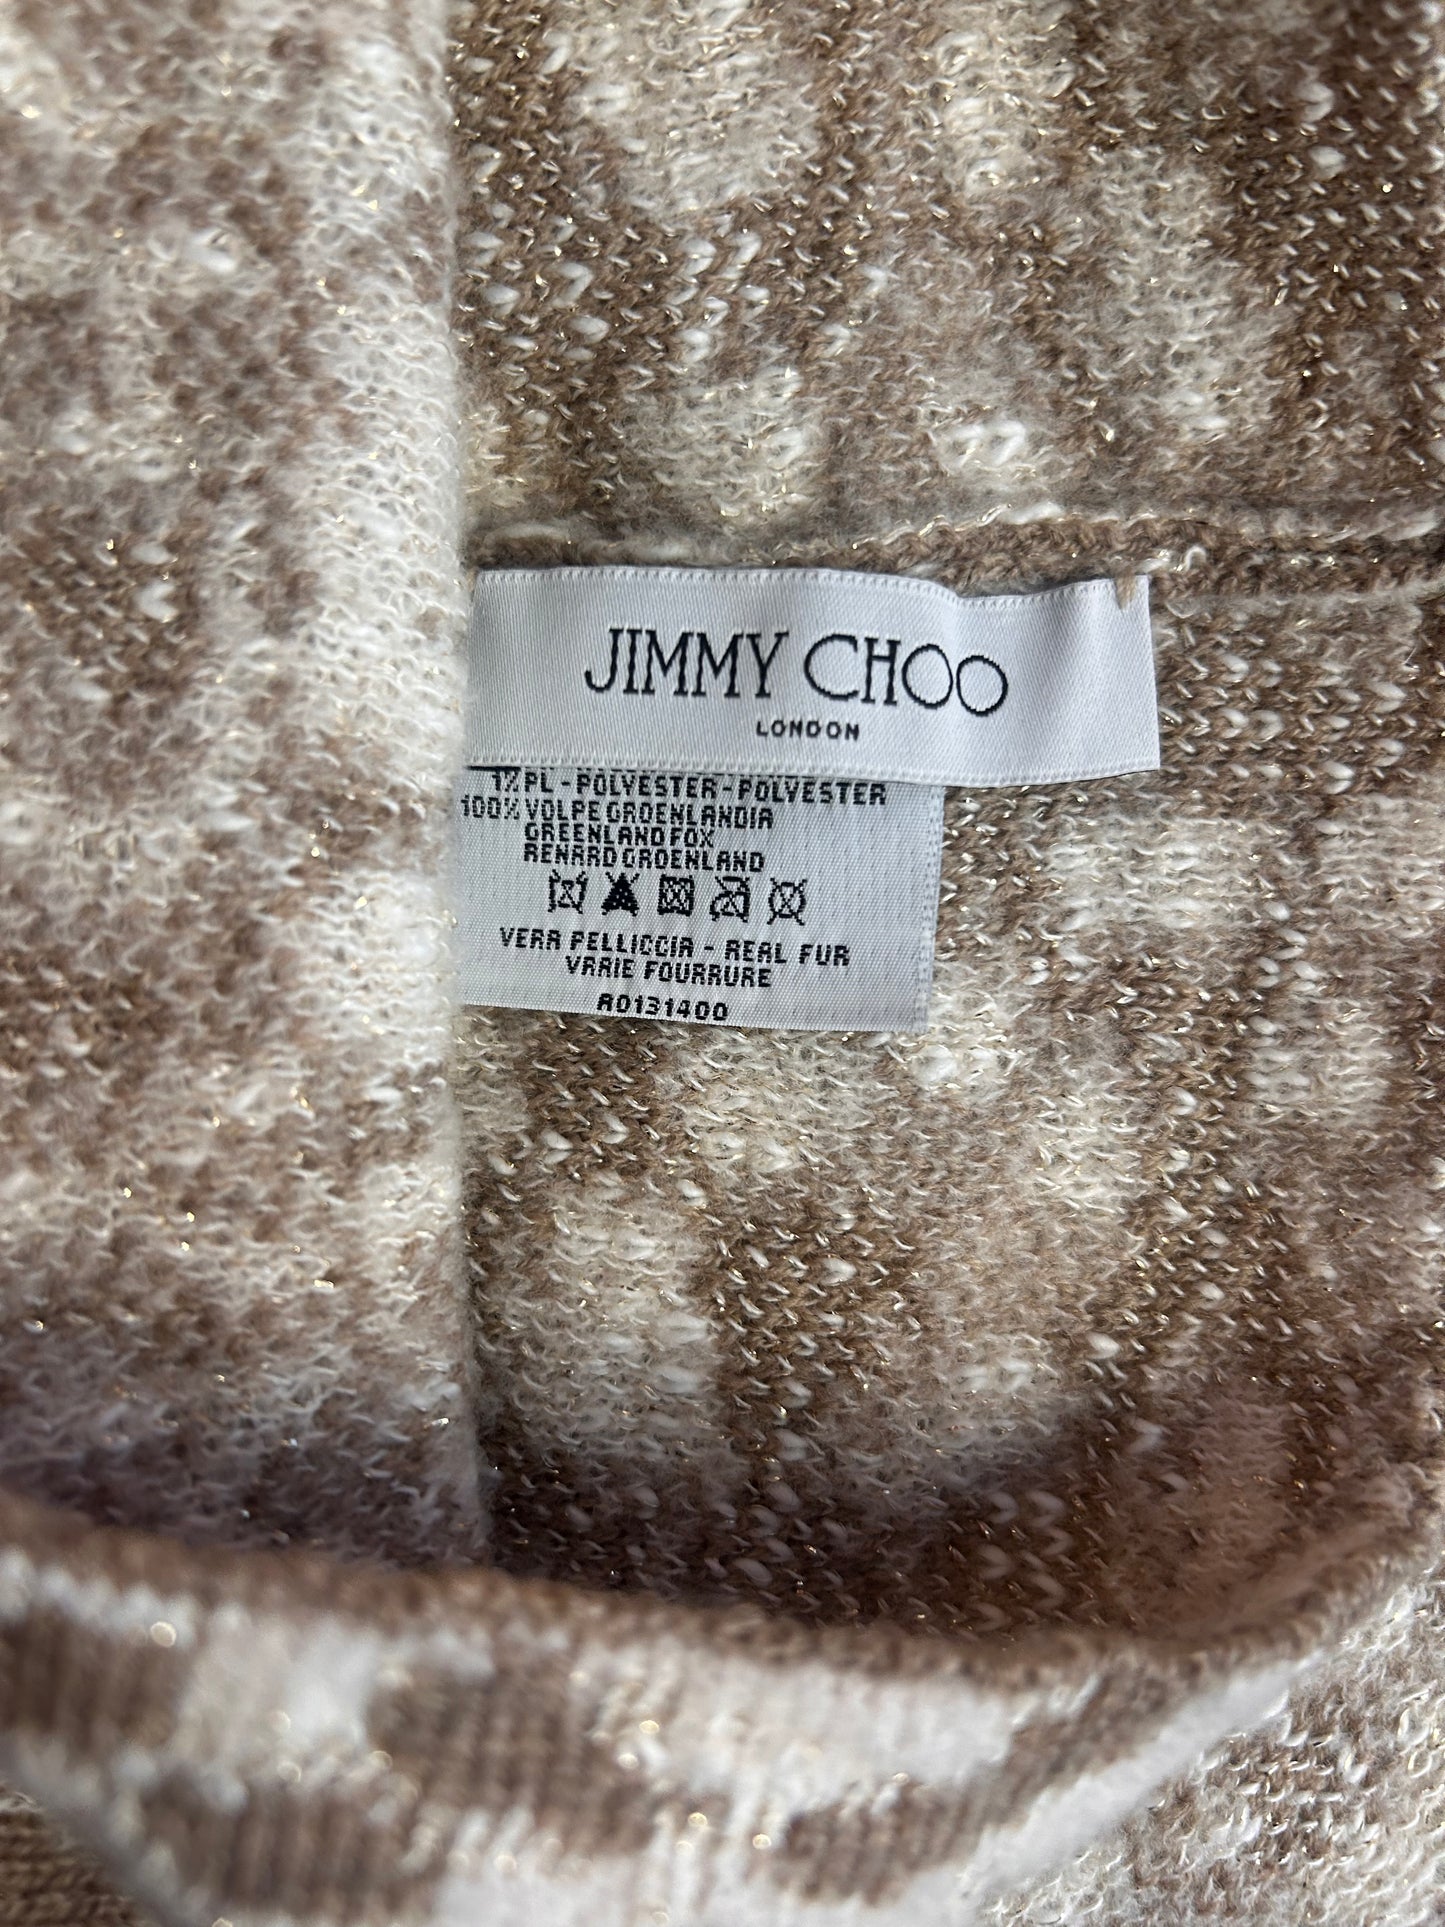 JIMMY CHOO
LONDON
1% PL - POLYESTER - POLYESTER
100% VOLPE GROENLANDIA
GREENLAND FOX
RENARD GROENLAND
VERA PELLICCIA - REAL FUR
VRAIE FOURRURE
A0131400